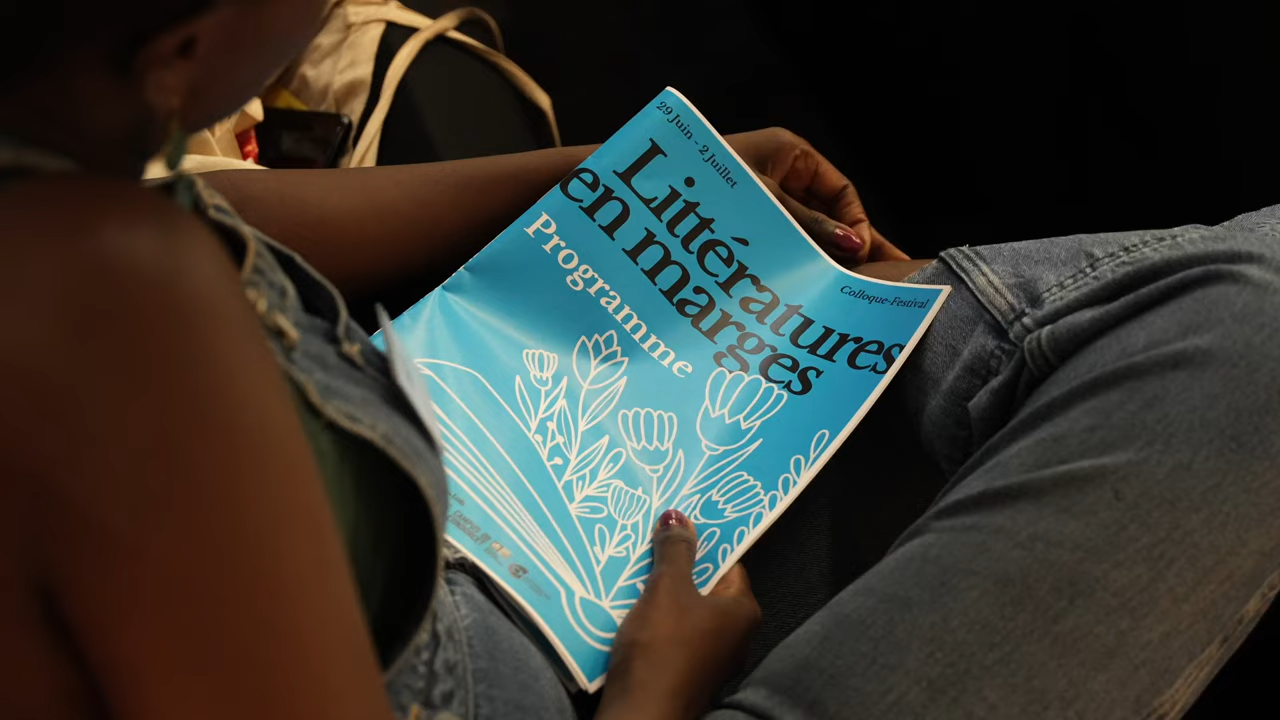 29 Juin - 2 Juillet
Littératures
en marges
Programme
Colloque-Festival